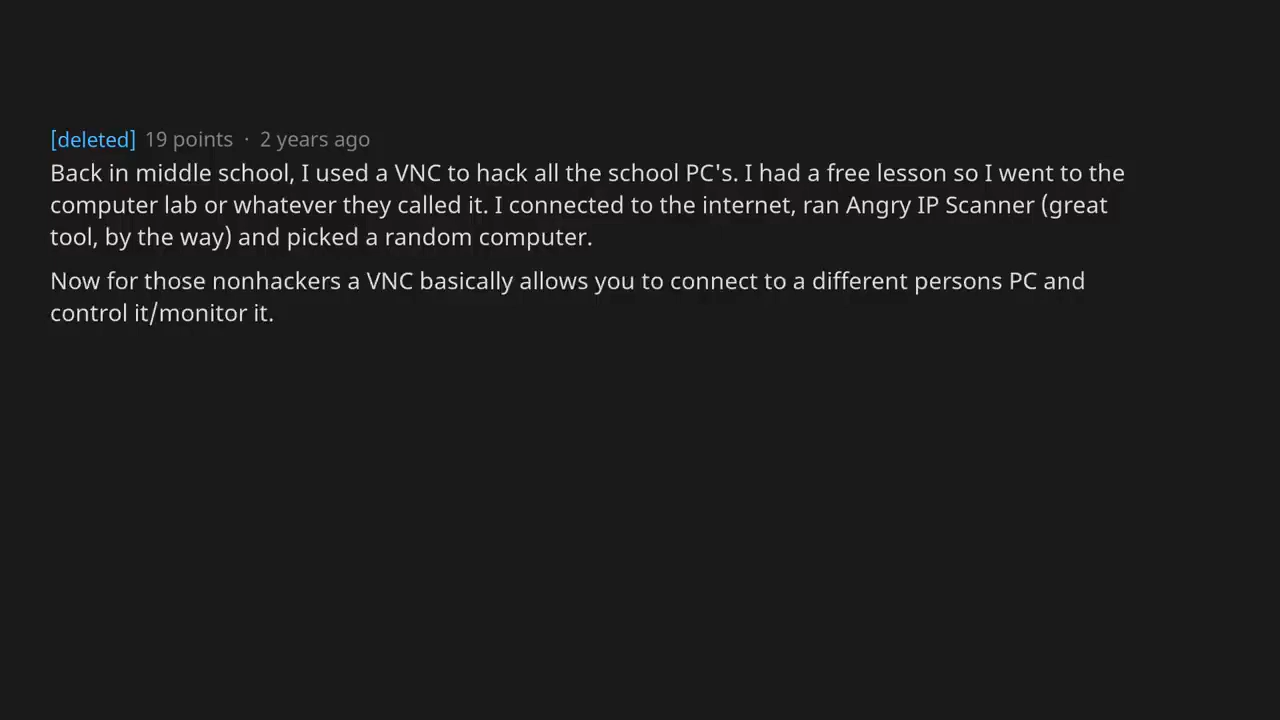 [deleted] 19 points · 2 years ago
Back in middle school, I used a VNC to hack all the school PC's. I had a free lesson so I went to the
computer lab or whatever they called it. I connected to the internet, ran Angry IP Scanner (great
tool, by the way) and picked a random computer.
Now for those nonhackers a VNC basically allows you to connect to a different persons PC and
control it/monitor it.